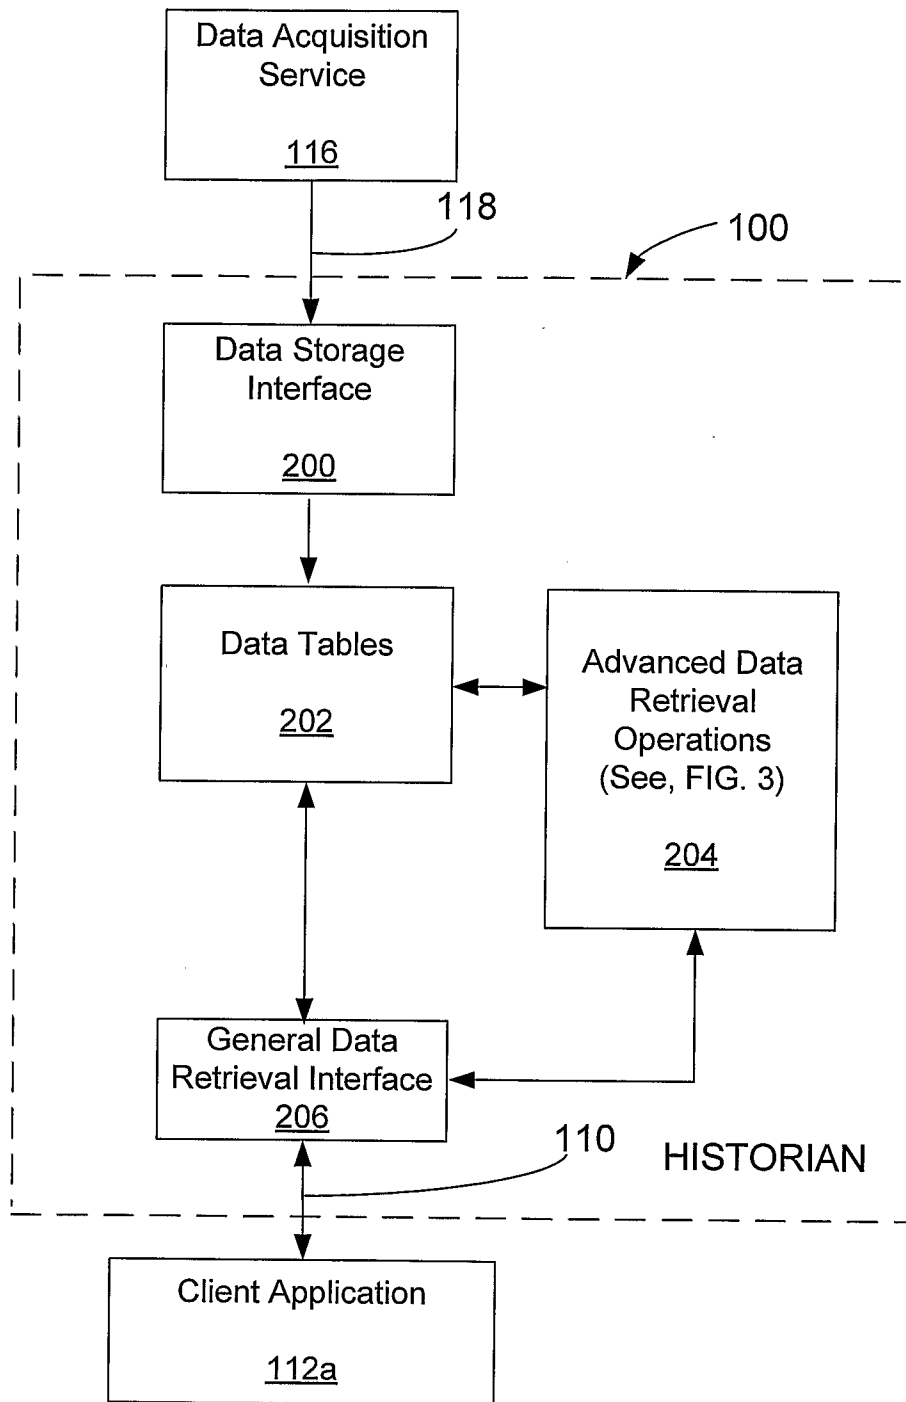 Data Acquisition
Service
116
118
100
Data Storage
Interface
200
Data Tables
202
Advanced Data
Retrieval
Operations
(See, FIG. 3)
204
General Data
Retrieval Interface
206
110
HISTORIAN
Client Application
112a